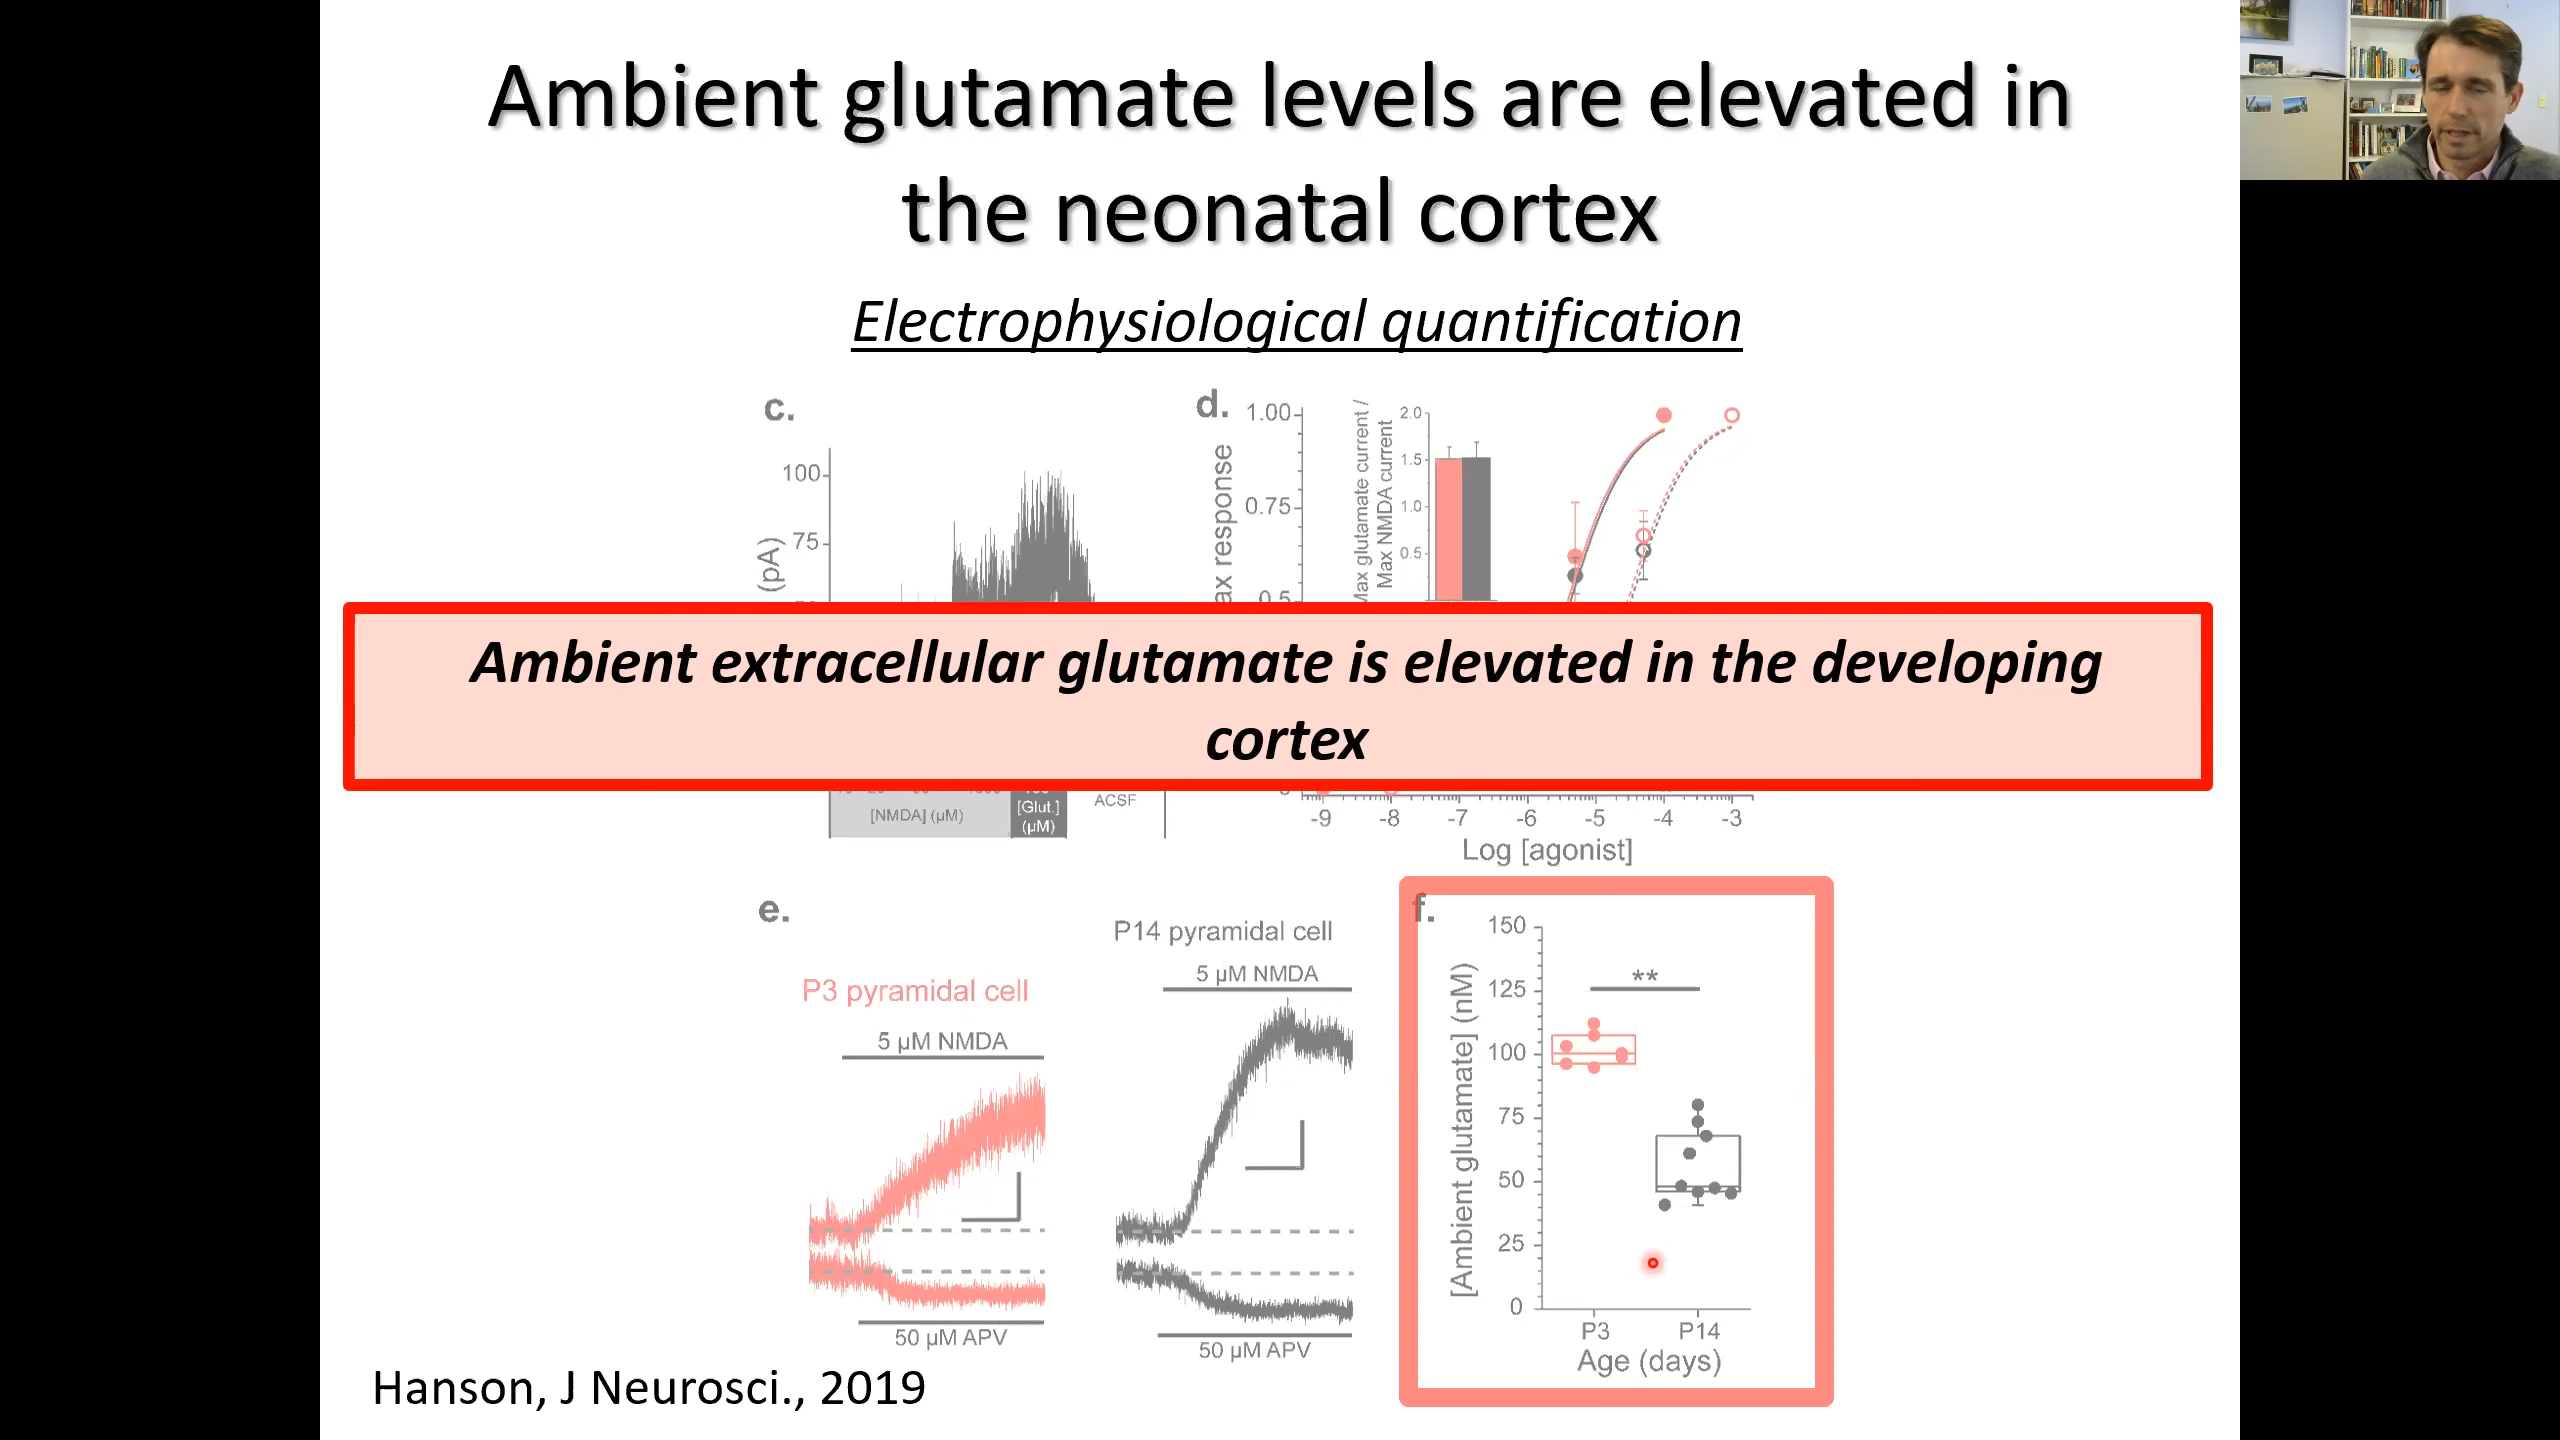 Ambient glutamate levels are elevated in
the neonatal cortex
Electrophysiological quantification
c.
100
75
(pA)
[NMDA] (µM)
[Glut.]
(µM)
ACSF
d.
1.00
0.75
0.5
ax response
Max glutamate current /
Max NMDA current
2.0
1.5
1.0
0.5
-9 -8 -7 -6 -5 -4 -3
Log [agonist]
Ambient extracellular glutamate is elevated in the developing
cortex
e.
P3 pyramidal cell
5 µM NMDA
50 µM APV
P14 pyramidal cell
5 µM NMDA
50 µM APV
f.
[Ambient glutamate] (nM)
150
125
100
75
50
25
0
**
P3 P14
Age (days)
Hanson, J Neurosci., 2019